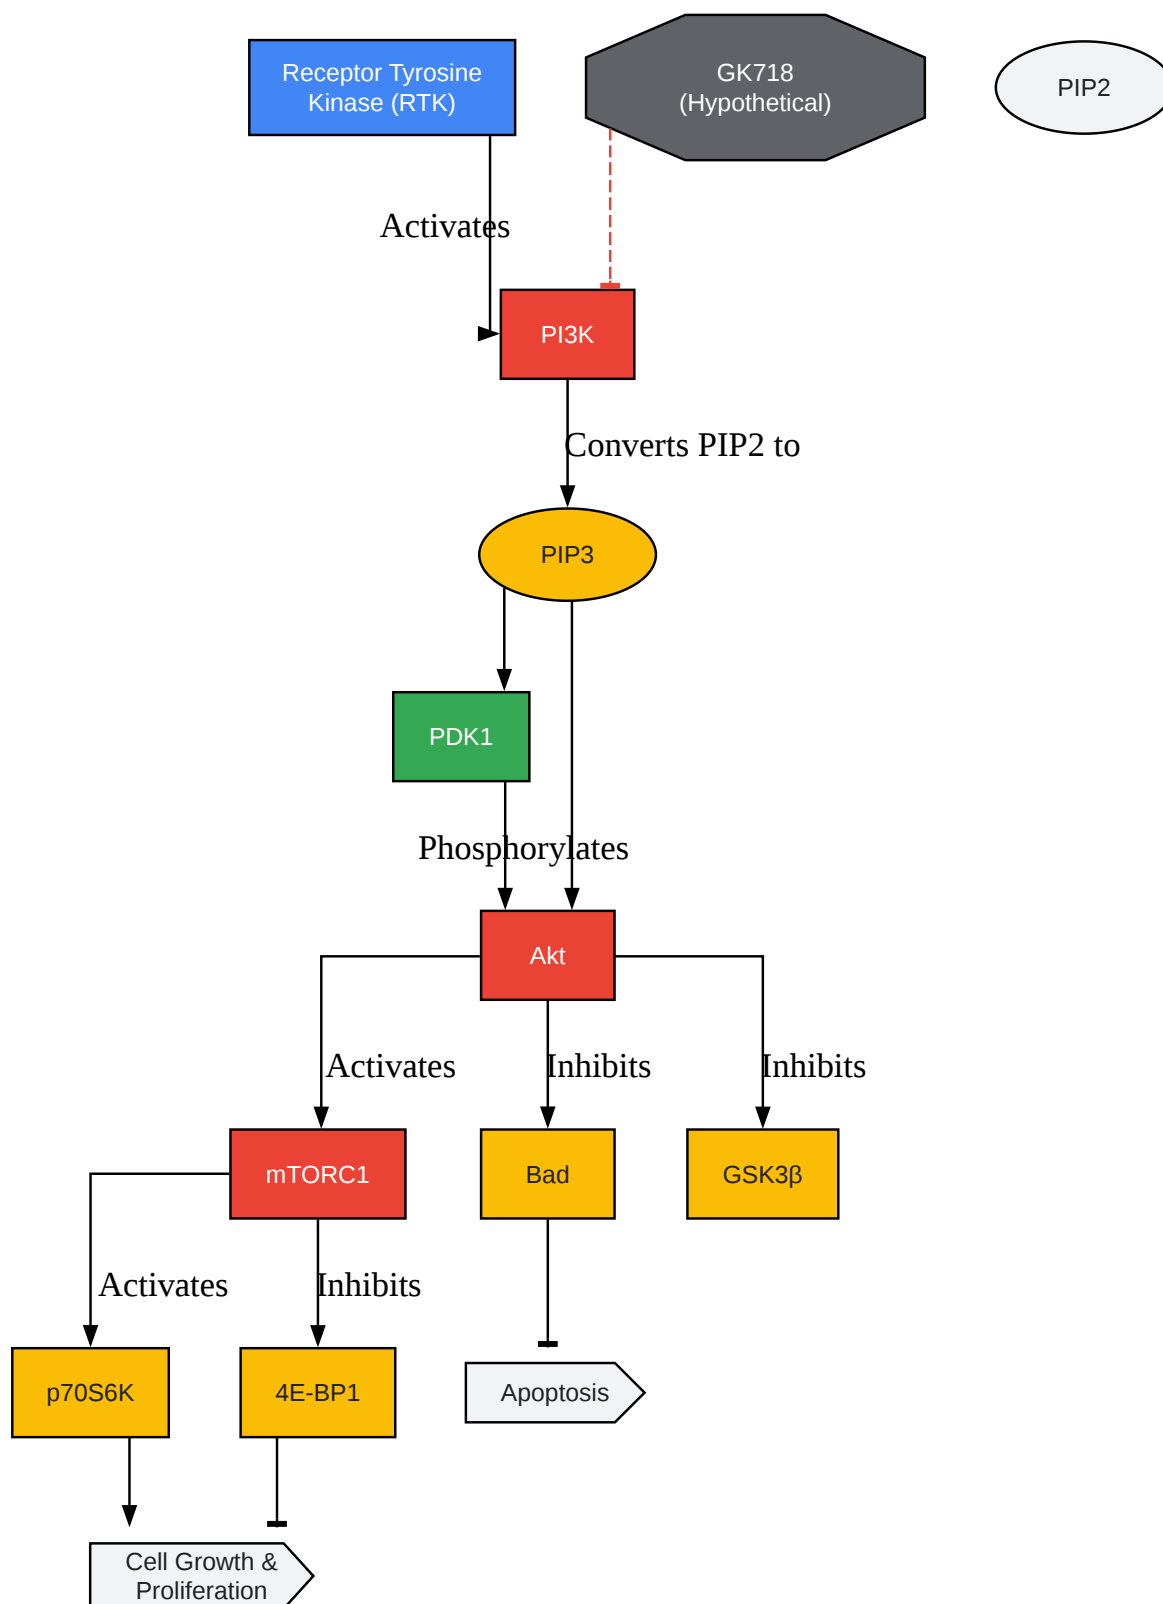 Receptor Tyrosine
Kinase (RTK)
GK718
(Hypothetical)
PIP2
Activates
PI3K
Converts PIP2 to
PIP3
PDK1
Phosphorylates
Akt
Activates
Inhibits
Inhibits
mTORC1
Bad
GSK3β
Activates
Inhibits
p70S6K
4E-BP1
Apoptosis
Cell Growth &
Proliferation